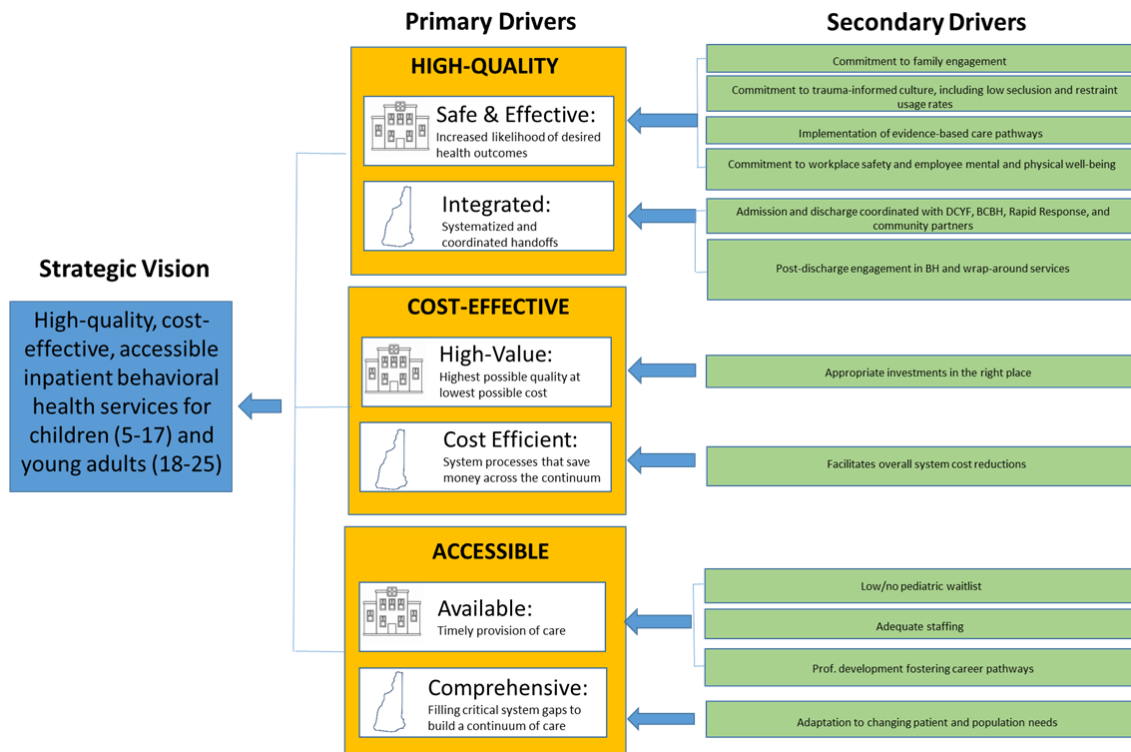 Strategic Vision
High-quality, cost-
effective, accessible
inpatient behavioral
health services for
children (5-17) and
young adults (18-25)
Primary Drivers
HIGH-QUALITY
Safe & Effective:
Increased likelihood of desired
health outcomes
Integrated:
Systematized and
coordinated handoffs
COST-EFFECTIVE
High-Value:
Highest possible quality at
lowest possible cost
Cost Efficient:
System processes that save
money across the continuum
ACCESSIBLE
Available:
Timely provision of care
Comprehensive:
Filling critical system gaps to
build a continuum of care
Secondary Drivers
Commitment to family engagement
Commitment to trauma-informed culture, including low seclusion and restraint
usage rates
Implementation of evidence-based care pathways
Commitment to workplace safety and employee mental and physical well-being
Admission and discharge coordinated with DCYF, BCBH, Rapid Response, and
community partners
Post-discharge engagement in BH and wrap-around services
Appropriate investments in the right place
Facilitates overall system cost reductions
Low/no pediatric waitlist
Adequate staffing
Prof. development fostering career pathways
Adaptation to changing patient and population needs